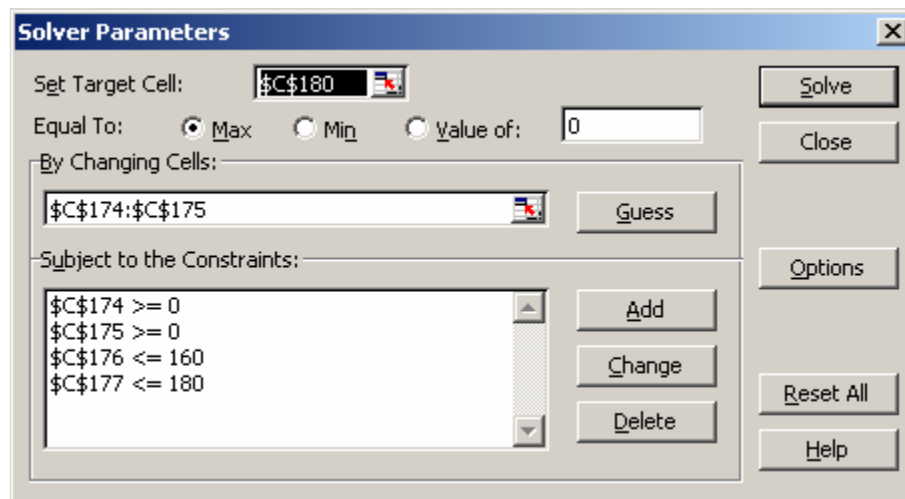 Solver Parameters
Set Target Cell: $C$180 Solve
Equal To: Max Min Value of: 0 Close
By Changing Cells:
$C$174:$C$175 Guess
Subject to the Constraints: Options
$C$174 >= 0 Add
$C$175 >= 0
$C$176 <= 160 Change
$C$177 <= 180
Reset All
Delete
Help